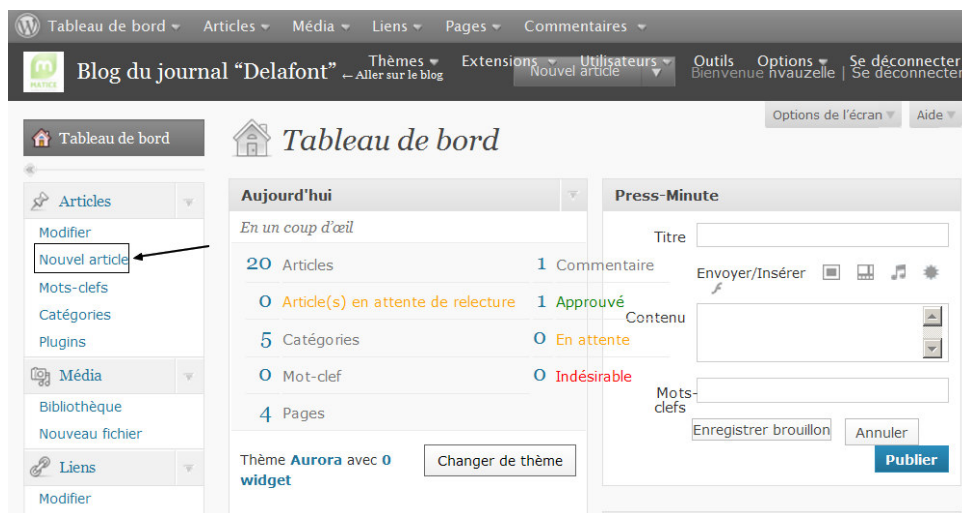 Tableau de bord Articles Média Liens Pages Commentaires
Thèmes Extensions Utilisateurs Outils Options Se déconnecter
MATICE Blog du journal “Delafont” ←Aller sur le blog Nouvel article Bienvenue nvauzelle | Se déconnecter
Options de l'écran Aide
Tableau de bord
Tableau de bord
Articles
Modifier
Nouvel article
Mots-clefs
Catégories
Plugins
Média
Bibliothèque
Nouveau fichier
Liens
Modifier
Aujourd'hui
En un coup d'œil
20 Articles 1 Commentaire
0 Article(s) en attente de relecture 1 Approuvé
5 Catégories 0 En attente
0 Mot-clef 0 Indésirable
4 Pages
Thème Aurora avec 0
widget
Changer de thème
Press-Minute
Titre
Envoyer/Insérer
Contenu
Mots-
clefs
Enregistrer brouillon Annuler
Publier